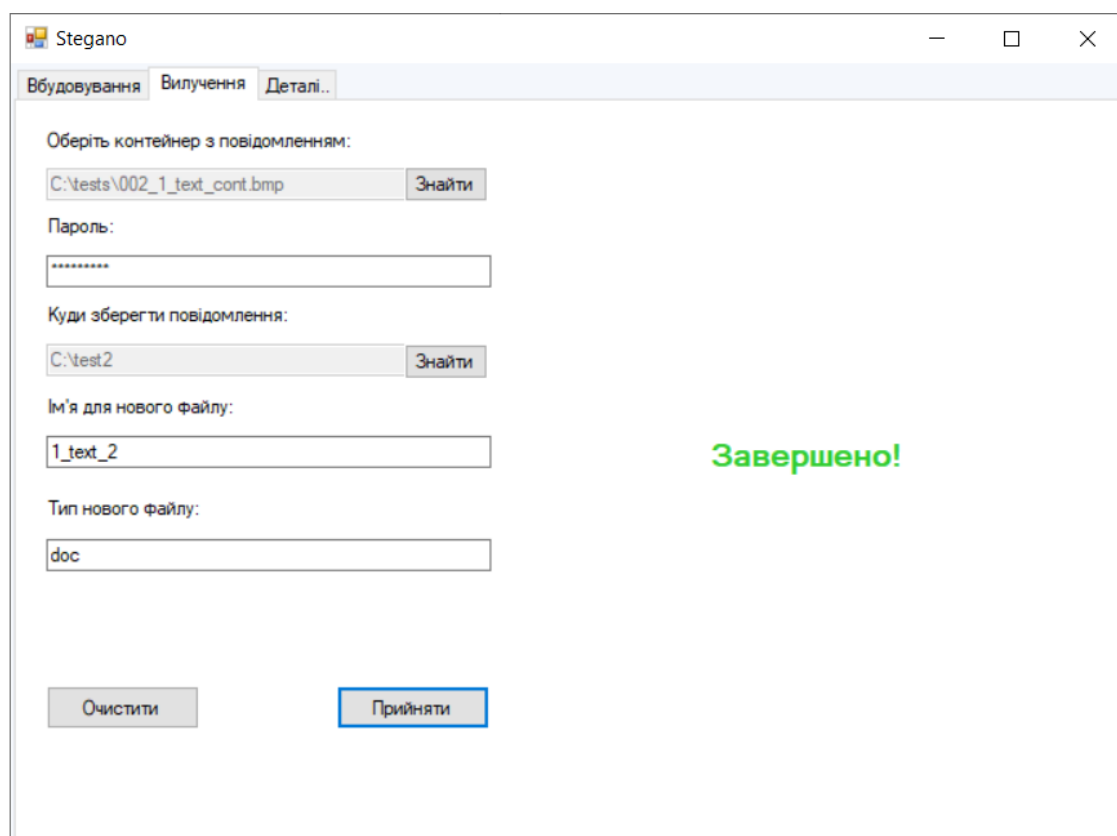 Stegano
Вбудовування Вилучення Деталі..
Оберіть контейнер з повідомленням:
C:\tests\002_1_text_cont.bmp Знайти
Пароль:
*********
Куди зберегти повідомлення:
C:\test2 Знайти
Ім'я для нового файлу:
1_text_2
Завершено!
Тип нового файлу:
doc
Очистити Прийняти